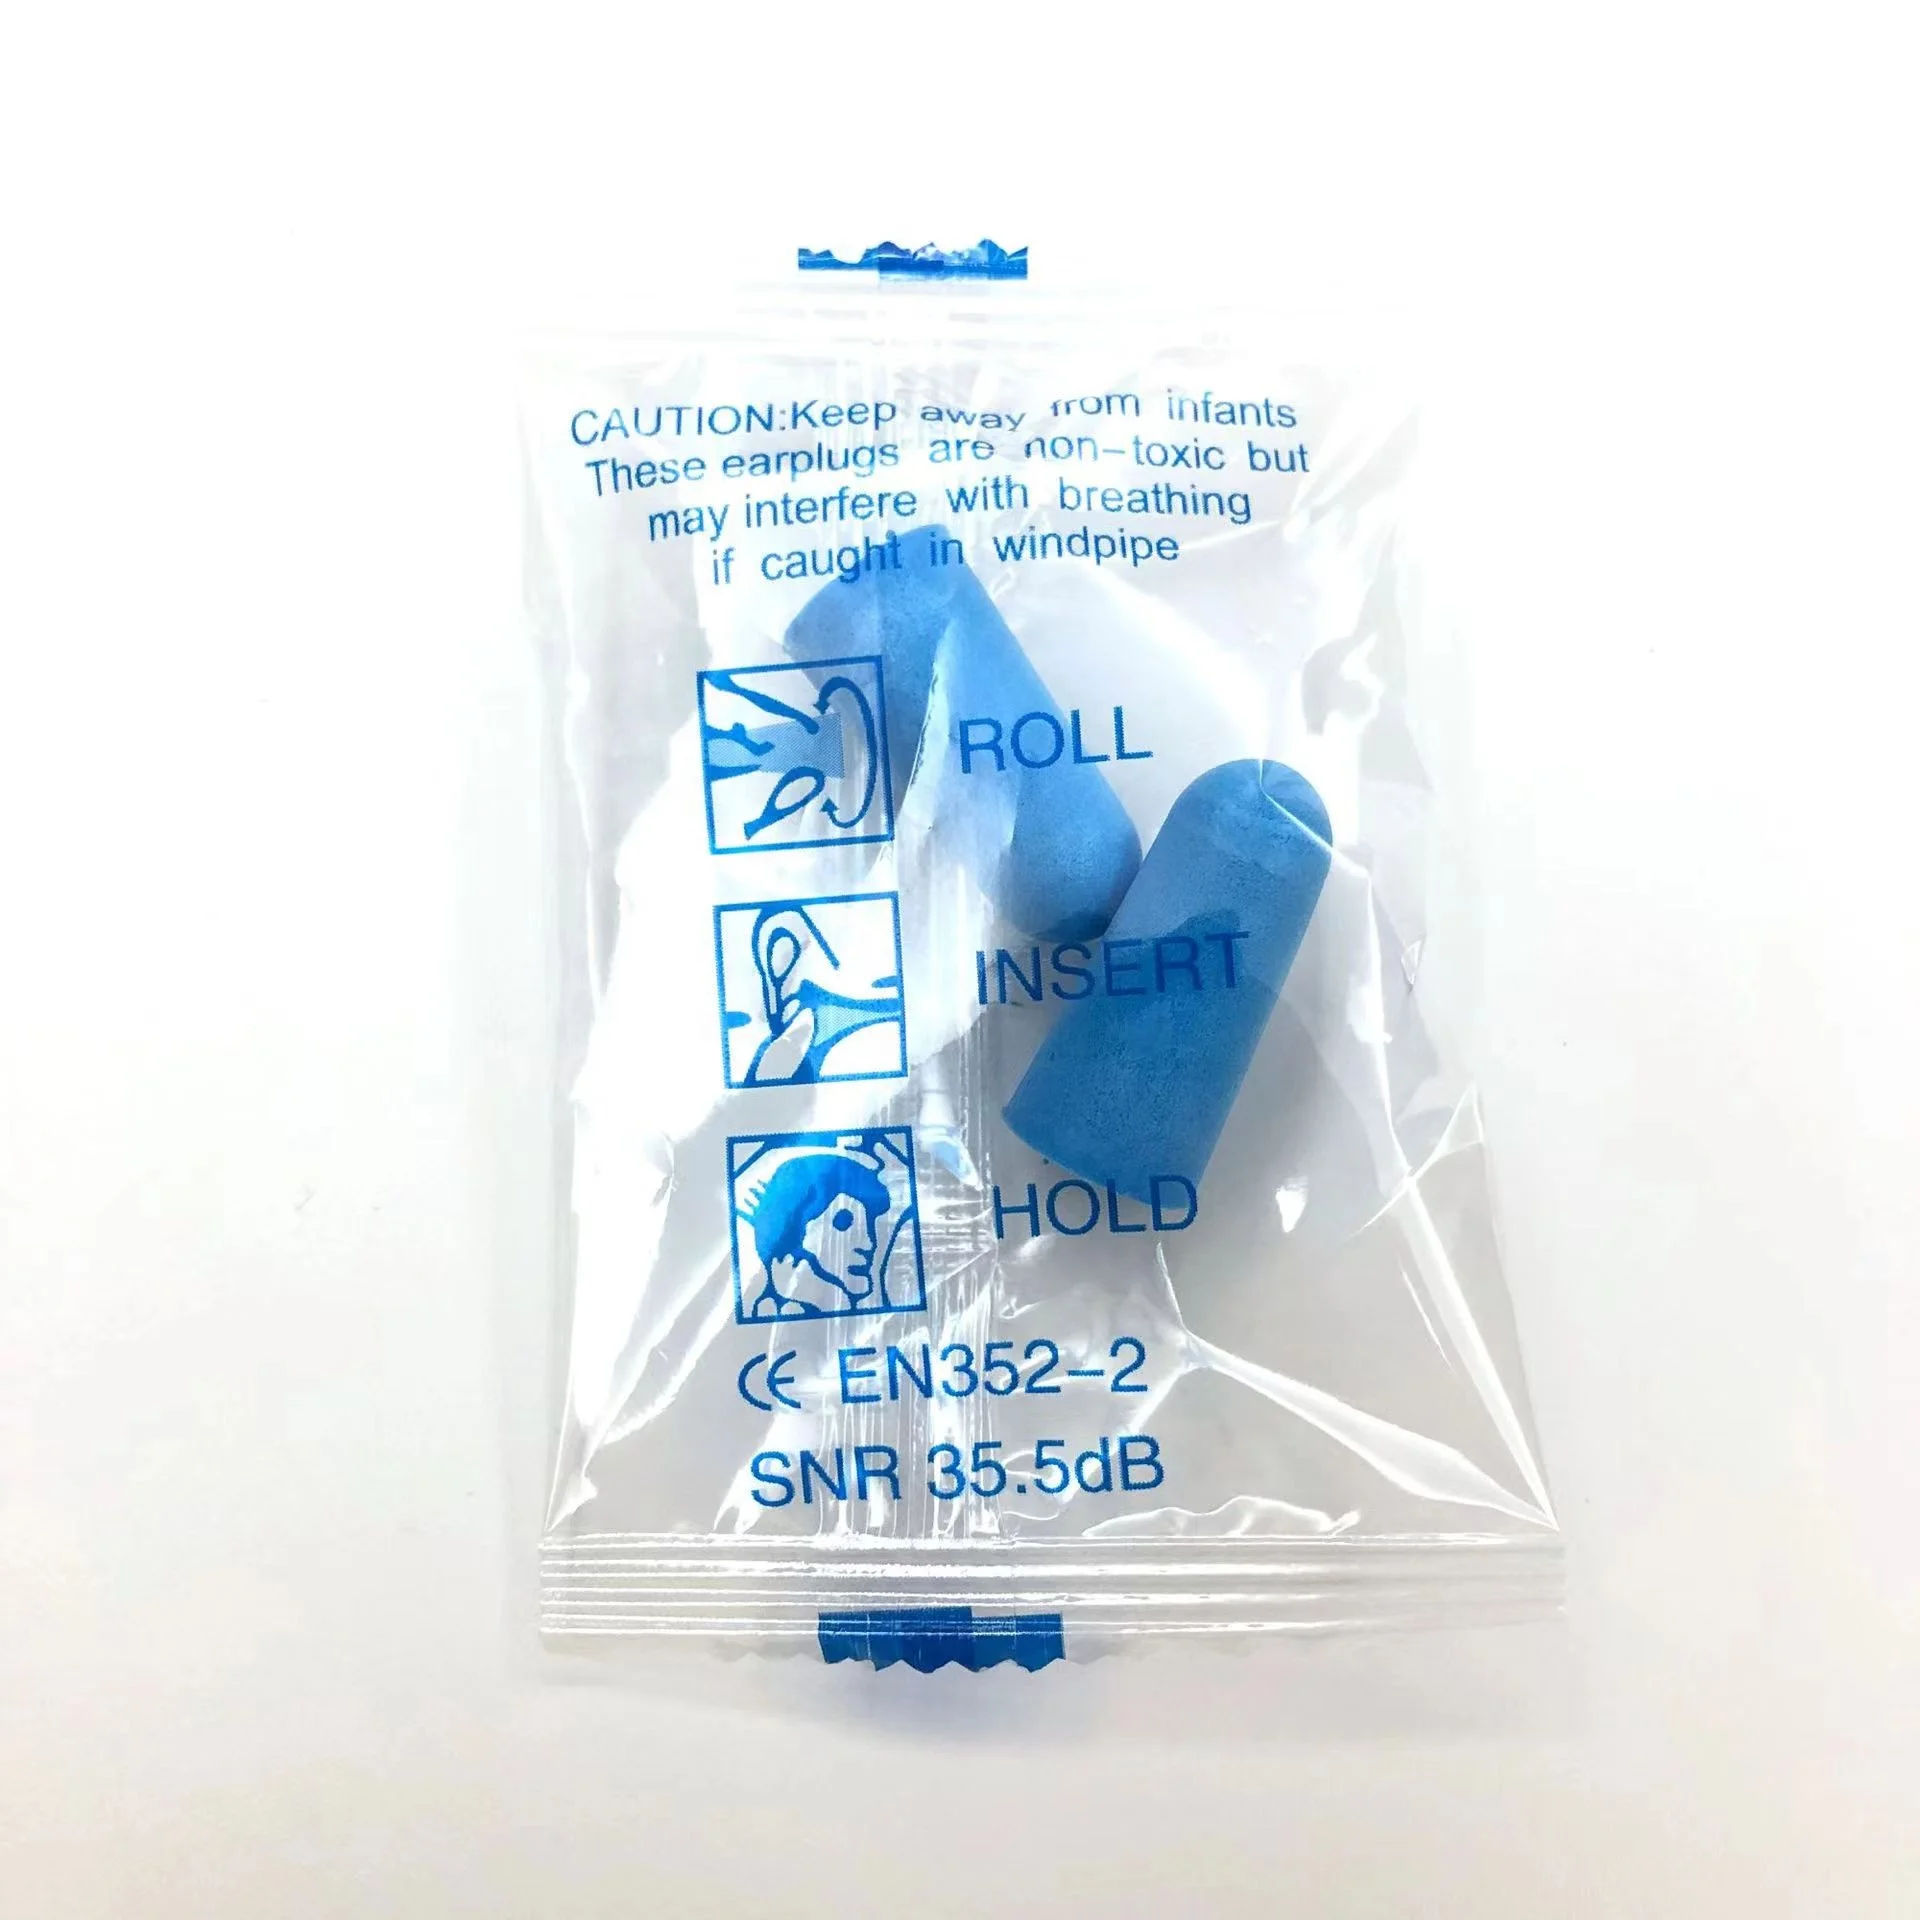 CAUTION:Keep away from infants
These earplugs are non-toxic but
may interfere with breathing
if caught in windpipe
ROLL
INSERT
HOLD
CE EN352-2
SNR 35.5dB